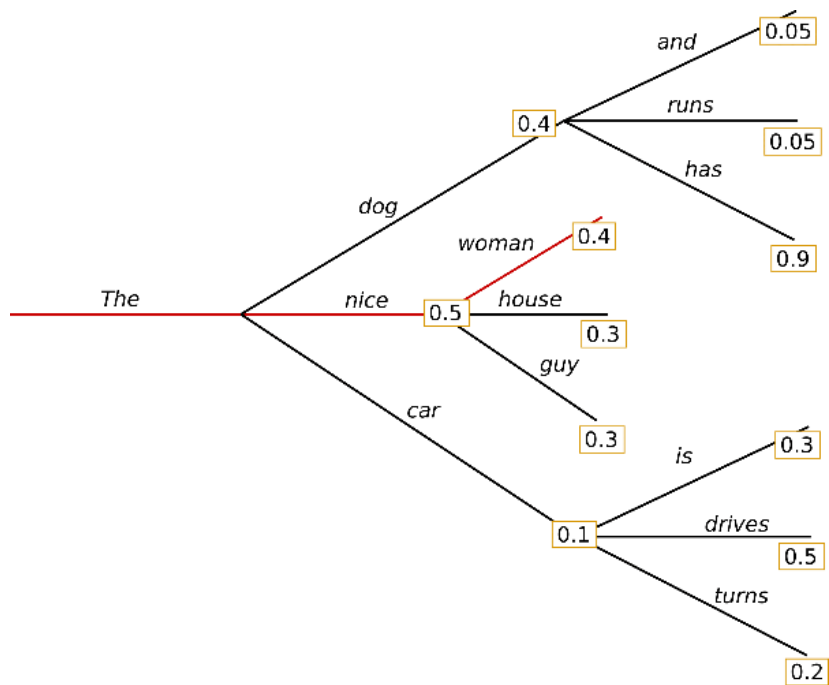 The
dog
0.4
and
0.05
runs
0.05
has
0.9
nice
0.5
woman
0.4
house
0.3
guy
0.3
car
0.1
is
0.3
drives
0.5
turns
0.2